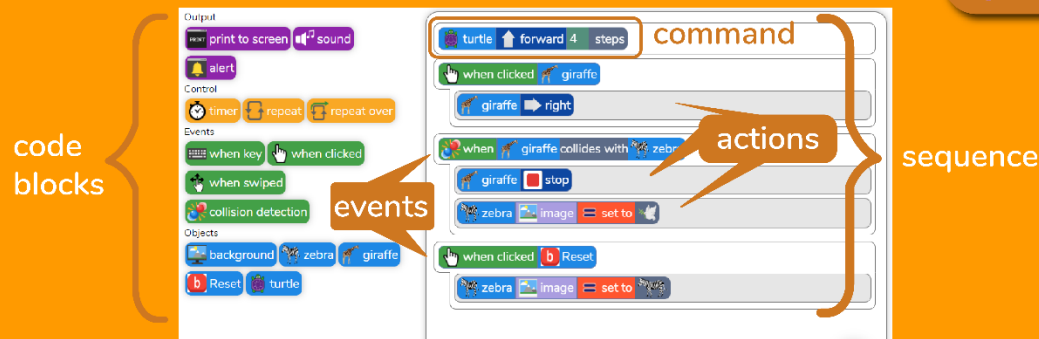 code
blocks
Output
PRINT print to screen sound
alert
Control
timer repeat repeat over
Events
when key when clicked
when swiped
collision detection
Objects
background zebra giraffe
b Reset turtle
turtle forward 4 steps
command
when clicked giraffe
giraffe right
actions
when giraffe collides with
giraffe stop
zebra image = set to
events
when clicked b Reset
zebra image = set to
sequence